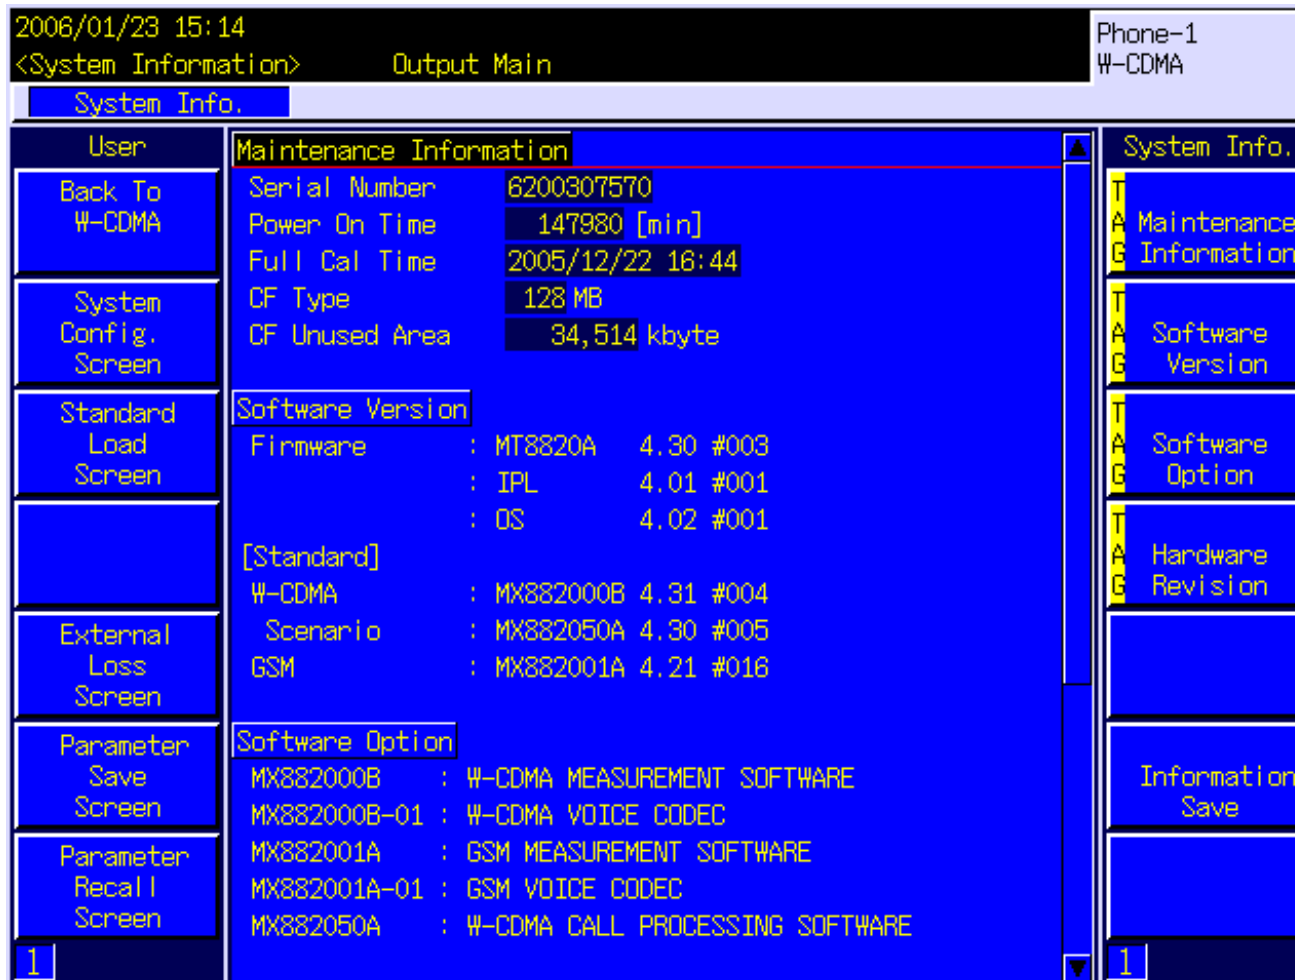 2006/01/23 15:14
<System Information> Output Main
Phone-1
W-CDMA
System Info.
User
Back To
W-CDMA
System
Config.
Screen
Standard
Load
Screen
External
Loss
Screen
Parameter
Save
Screen
Parameter
Recall
Screen
1
Maintenance Information
Serial Number 6200307570
Power On Time 147980 [min]
Full Cal Time 2005/12/22 16:44
CF Type 128 MB
CF Unused Area 34,514 kbyte
Software Version
Firmware : MT8820A 4.30 #003
: IPL 4.01 #001
: OS 4.02 #001
[Standard]
W-CDMA : MX882000B 4.31 #004
Scenario : MX882050A 4.30 #005
GSM : MX882001A 4.21 #016
Software Option
MX882000B : W-CDMA MEASUREMENT SOFTWARE
MX882000B-01 : W-CDMA VOICE CODEC
MX882001A : GSM MEASUREMENT SOFTWARE
MX882001A-01 : GSM VOICE CODEC
MX882050A : W-CDMA CALL PROCESSING SOFTWARE
System Info.
TAG
Maintenance
Information
TAG
Software
Version
TAG
Software
Option
TAG
Hardware
Revision
Information
Save
1